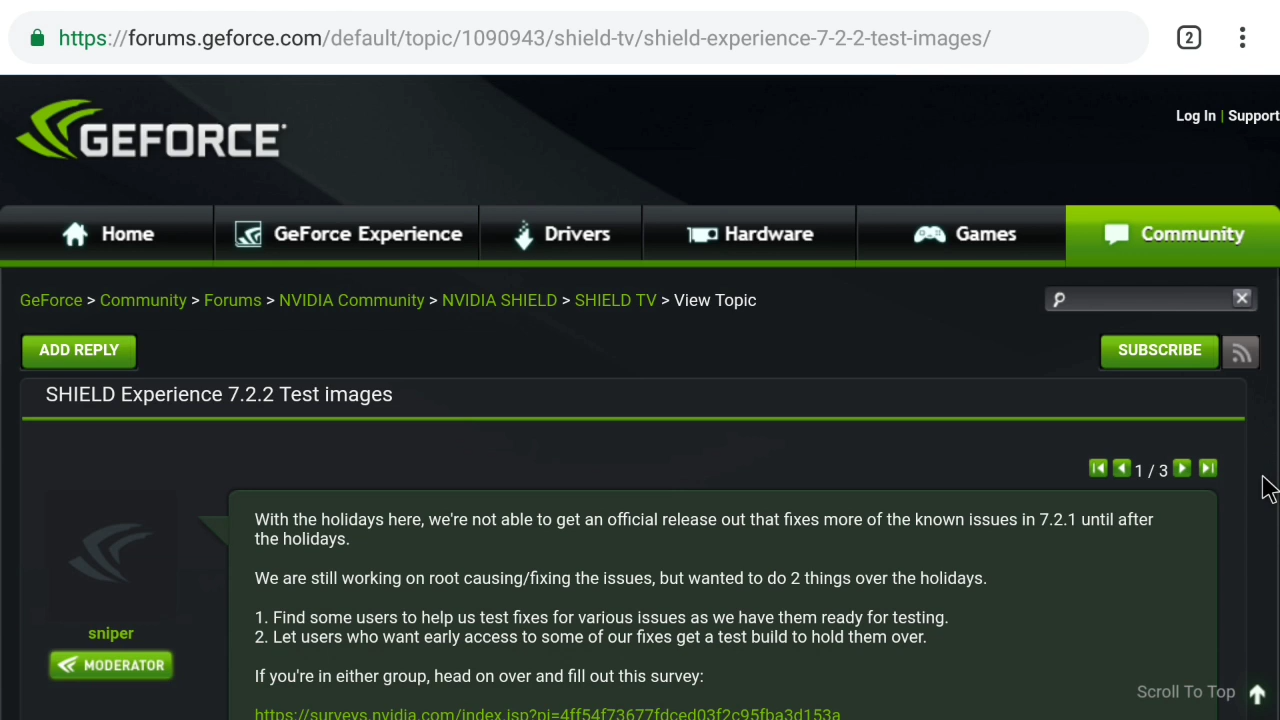 https://forums.geforce.com/default/topic/1090943/shield-tv/shield-experience-7-2-2-test-images/
2
GEFORCE
Log In | Support
Home
GeForce Experience
Drivers
Hardware
Games
Community
GeForce > Community > Forums > NVIDIA Community > NVIDIA SHIELD > SHIELD TV > View Topic
ADD REPLY
SUBSCRIBE
SHIELD Experience 7.2.2 Test images
1 / 3
With the holidays here, we're not able to get an official release out that fixes more of the known issues in 7.2.1 until after
the holidays.
We are still working on root causing/fixing the issues, but wanted to do 2 things over the holidays.
1. Find some users to help us test fixes for various issues as we have them ready for testing.
2. Let users who want early access to some of our fixes get a test build to hold them over.
sniper
MODERATOR
If you're in either group, head on over and fill out this survey:
Scroll To Top
https://surveys.nvidia.com/index.jsp?pi=4ff54f73677fdced03f2c95fba3d153a